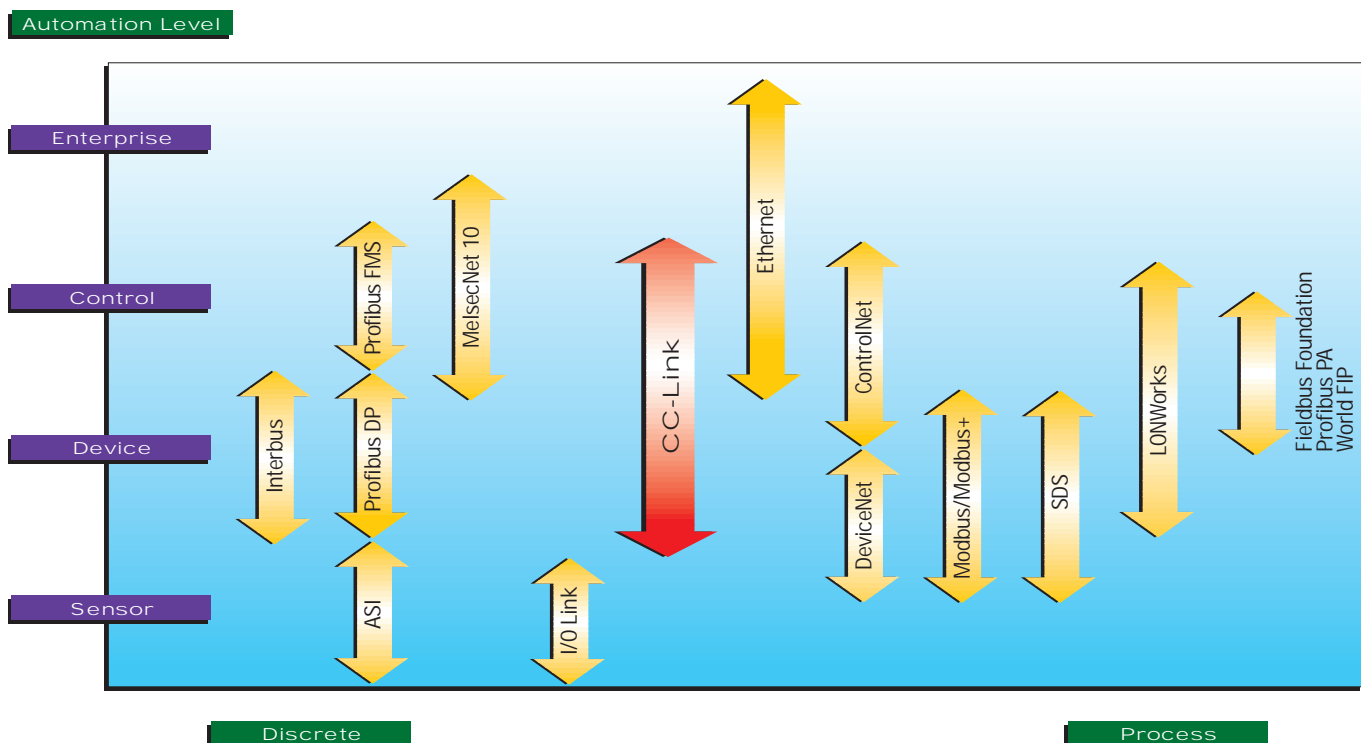 Automation Level
Enterprise
Control
Device
Sensor
Interbus
Profibus FMS
Profibus DP
ASI
MelsecNet 10
I/O Link
CC-Link
Ethernet
ControlNet
DeviceNet
Modbus/Modbus+
SDS
LONWorks
Fieldbus Foundation
Profibus PA
World FIP
Discrete
Process